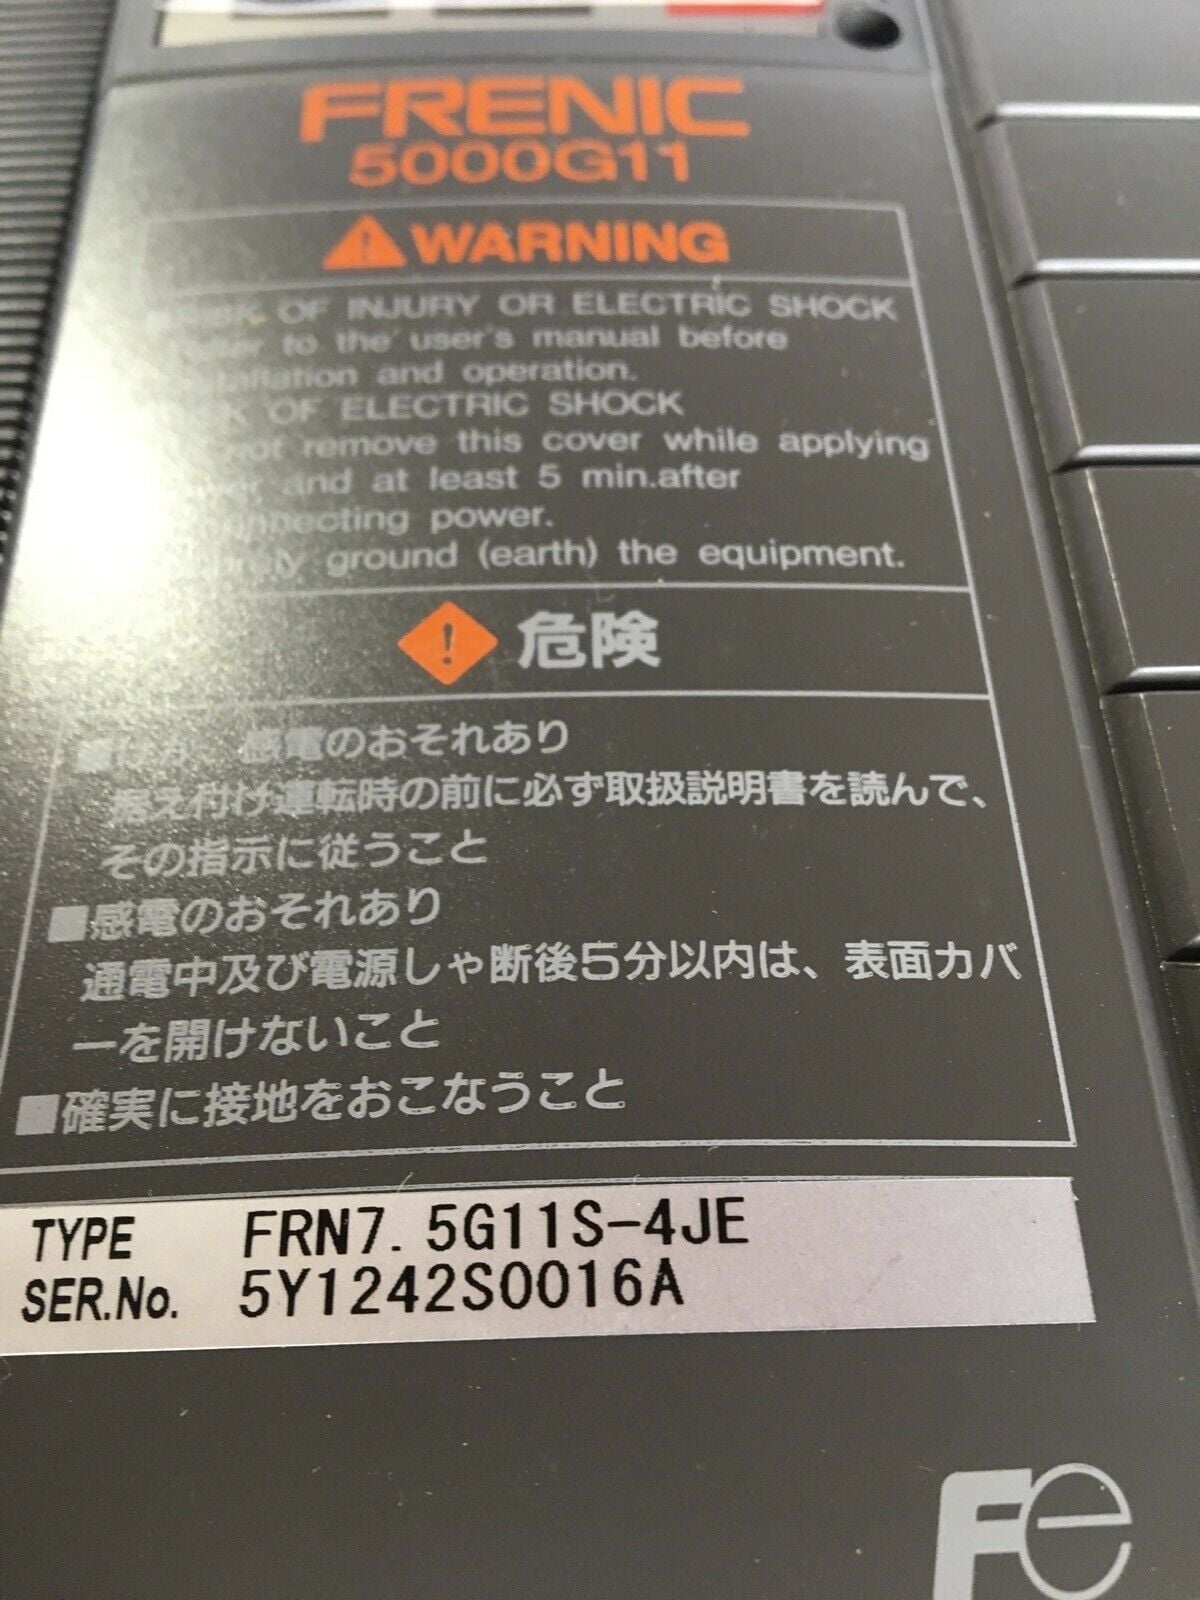 FRENIC
5000G11
WARNING
OF INJURY OR ELECTRIC SHOCK
to the user's manual before
and operation.
OF ELECTRIC SHOCK
not remove this cover while applying
and at least 5 min.after
power.
ground (earth) the equipment.
危険
感電のおそれあり
据え付け運転時の前に必ず取扱説明書を読んで、
その指示に従うこと
■感電のおそれあり
通電中及び電源しゃ断後5分以内は、表面カバ
ーを開けないこと
■確実に接地をおこなうこと
TYPE FRN7.5G11S-4JE
SER.No. 5Y1242S0016A
Fe